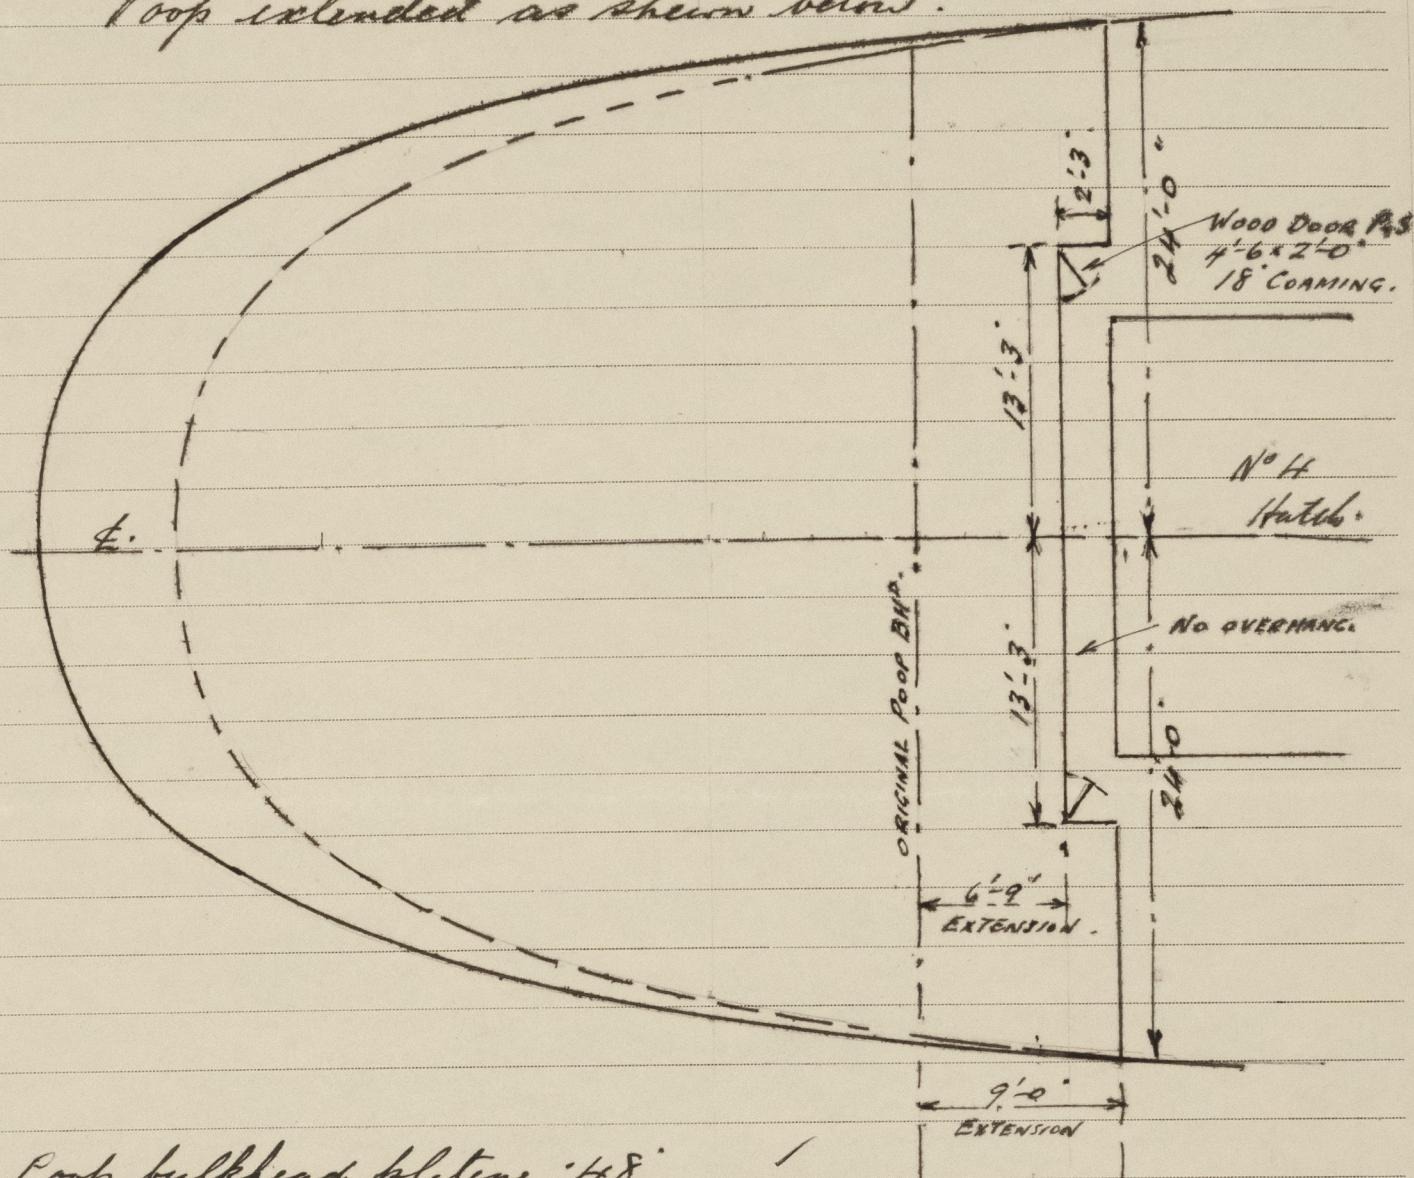 Poop extended as shewn below.
2'-3"
24'-0"
WOOD DOOR P&S
4'-6 x 2'-0"
18" COAMING.
13'-3"
No 4
Hatch.
℄.
ORIGINAL POOP BHD.
NO OVERHANG.
13'-3"
24'-0"
6'-9"
EXTENSION.
9'-0"
EXTENSION
Poop bulkhead plating .48"